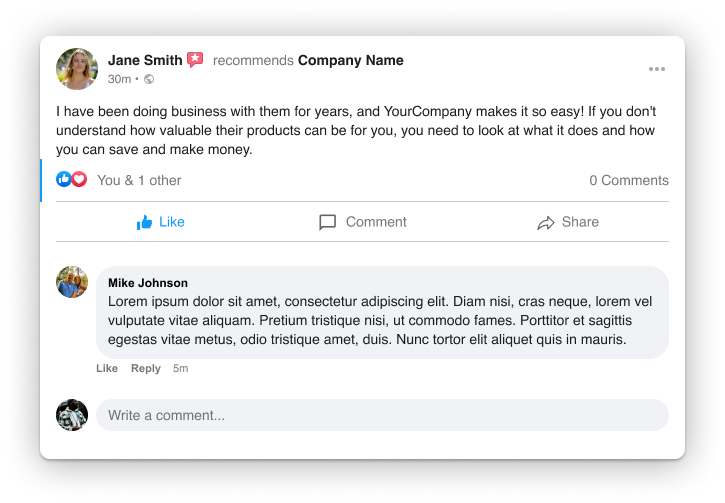 Jane Smith recommends Company Name
30m •
I have been doing business with them for years, and YourCompany makes it so easy! If you don't
understand how valuable their products can be for you, you need to look at what it does and how
you can save and make money.
You & 1 other 0 Comments
Like Comment Share
Mike Johnson
Lorem ipsum dolor sit amet, consectetur adipiscing elit. Diam nisi, cras neque, lorem vel
vulputate vitae aliquam. Pretium tristique nisi, ut commodo fames. Porttitor et sagittis
egestas vitae metus, odio tristique amet, duis. Nunc tortor elit aliquet quis in mauris.
Like Reply 5m
Write a comment...